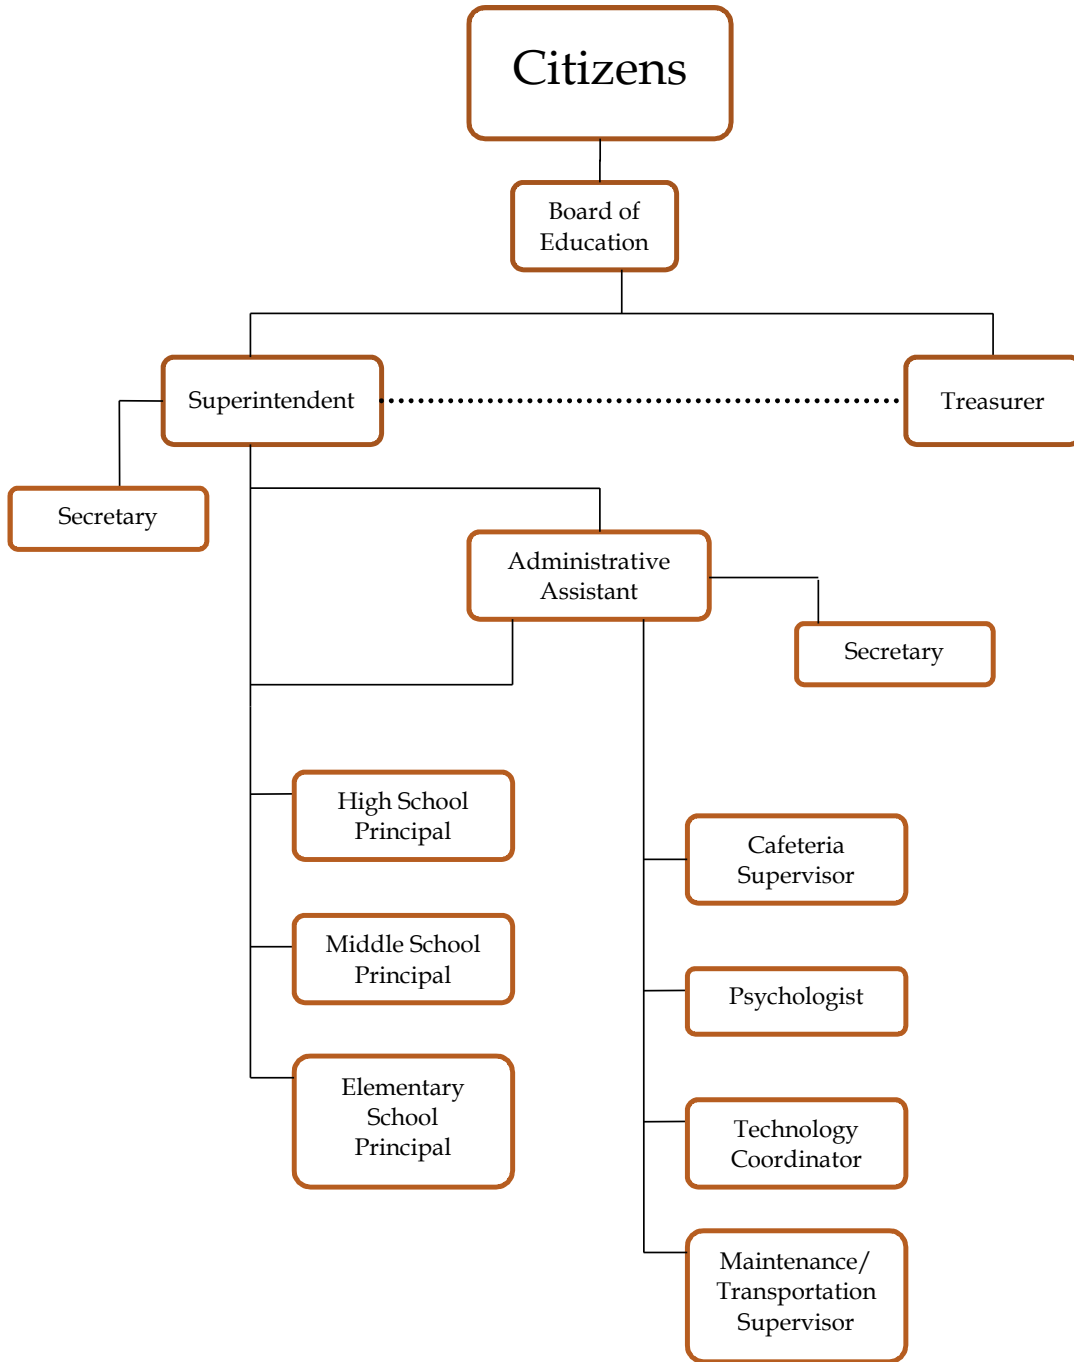 Citizens
Board of
Education
Superintendent
Treasurer
Secretary
Administrative
Assistant
Secretary
High School
Principal
Cafeteria
Supervisor
Middle School
Principal
Psychologist
Elementary
School
Principal
Technology
Coordinator
Maintenance/
Transportation
Supervisor